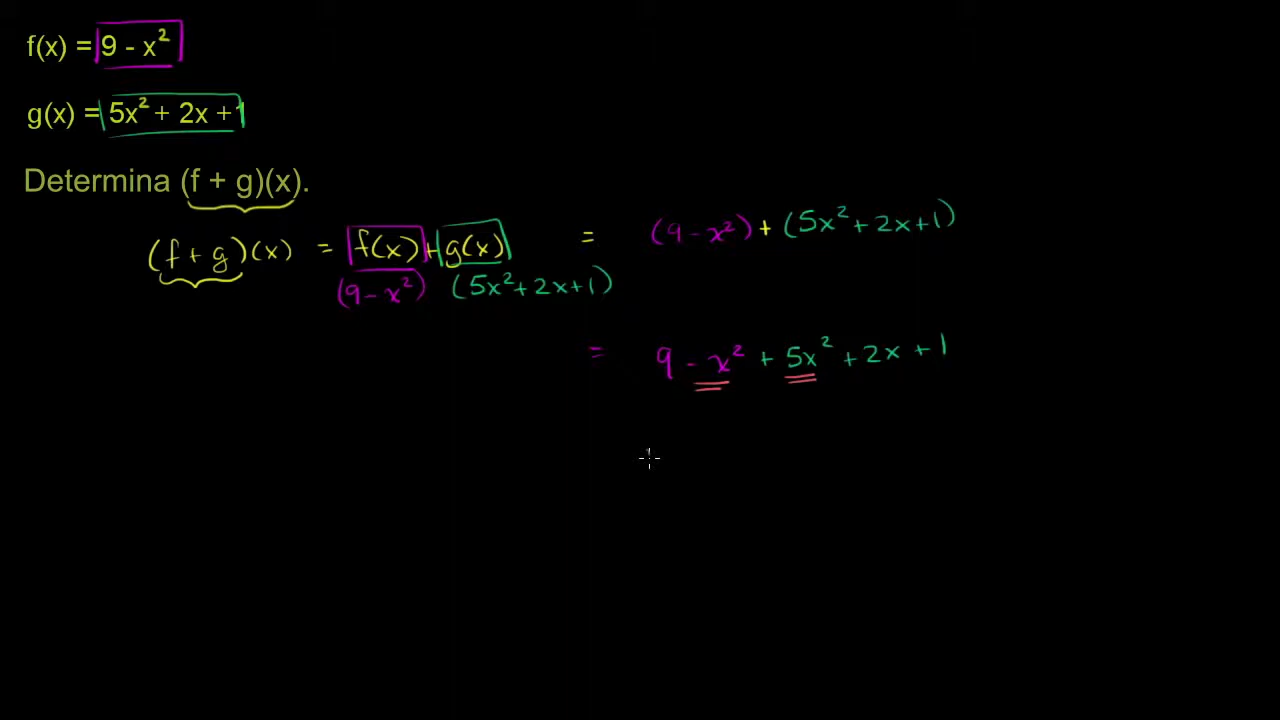 f(x) = 9 - x²
g(x) = 5x² + 2x + 1
Determina (f + g)(x).
(f + g)(x) = f(x) + g(x) = (9 - x²) + (5x² + 2x + 1)
(9 - x²) (5x² + 2x + 1)
= 9 - x² + 5x² + 2x + 1